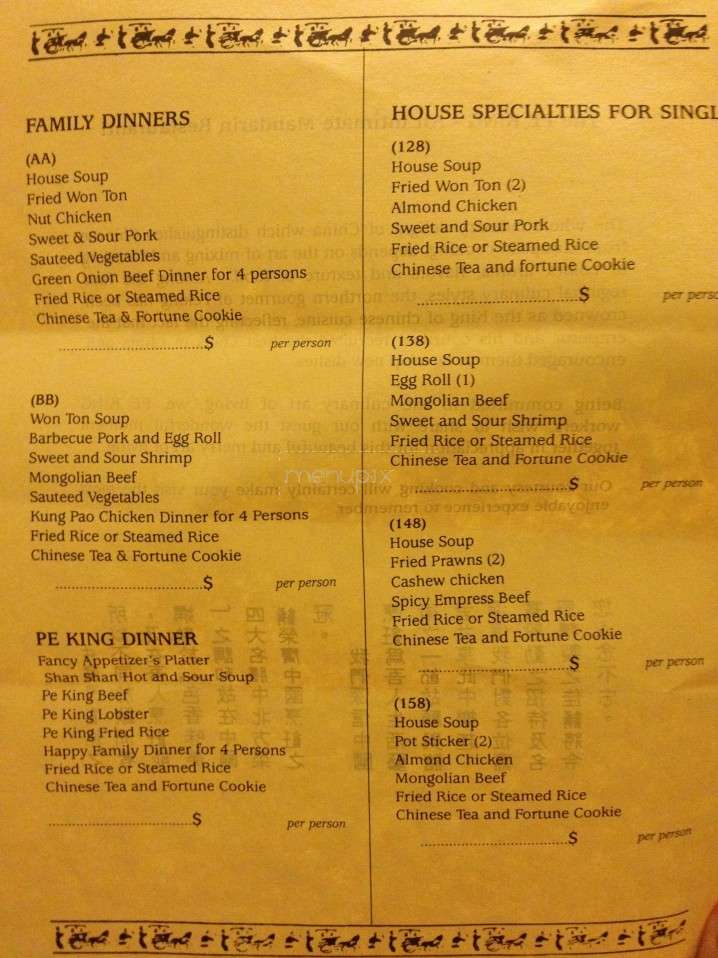 FAMILY DINNERS
(AA)
House Soup
Fried Won Ton
Nut Chicken
Sweet & Sour Pork
Sauteed Vegetables
Green Onion Beef Dinner for 4 persons
Fried Rice or Steamed Rice
Chinese Tea & Fortune Cookie
..............................$ per person
(BB)
Won Ton Soup
Barbecue Pork and Egg Roll
Sweet and Sour Shrimp
Mongolian Beef
Sauteed Vegetables
Kung Pao Chicken Dinner for 4 Persons
Fried Rice or Steamed Rice
Chinese Tea & Fortune Cookie
..............................$ per person
PE KING DINNER
Fancy Appetizer's Platter
Shan Shan Hot and Sour Soup
Pe King Beef
Pe King Lobster
Pe King Fried Rice
Happy Family Dinner for 4 Persons
Fried Rice or Steamed Rice
Chinese Tea and Fortune Cookie
..............................$ per person
HOUSE SPECIALTIES FOR SINGL
(128)
House Soup
Fried Won Ton (2)
Almond Chicken
Sweet and Sour Pork
Fried Rice or Steamed Rice
Chinese Tea and fortune Cookie
..............................$ per perso
(138)
House Soup
Egg Roll (1)
Mongolian Beef
Sweet and Sour Shrimp
Fried Rice or Steamed Rice
Chinese Tea and Fortune Cookie
..............................$ per person
(148)
House Soup
Fried Prawns (2)
Cashew chicken
Spicy Empress Beef
Fried Rice or Steamed Rice
Chinese Tea and Fortune Cookie
..............................$ per person
(158)
House Soup
Pot Sticker (2)
Almond Chicken
Mongolian Beef
Fried Rice or Steamed Rice
Chinese Tea and Fortune Cookie
..............................$ per person
menupix